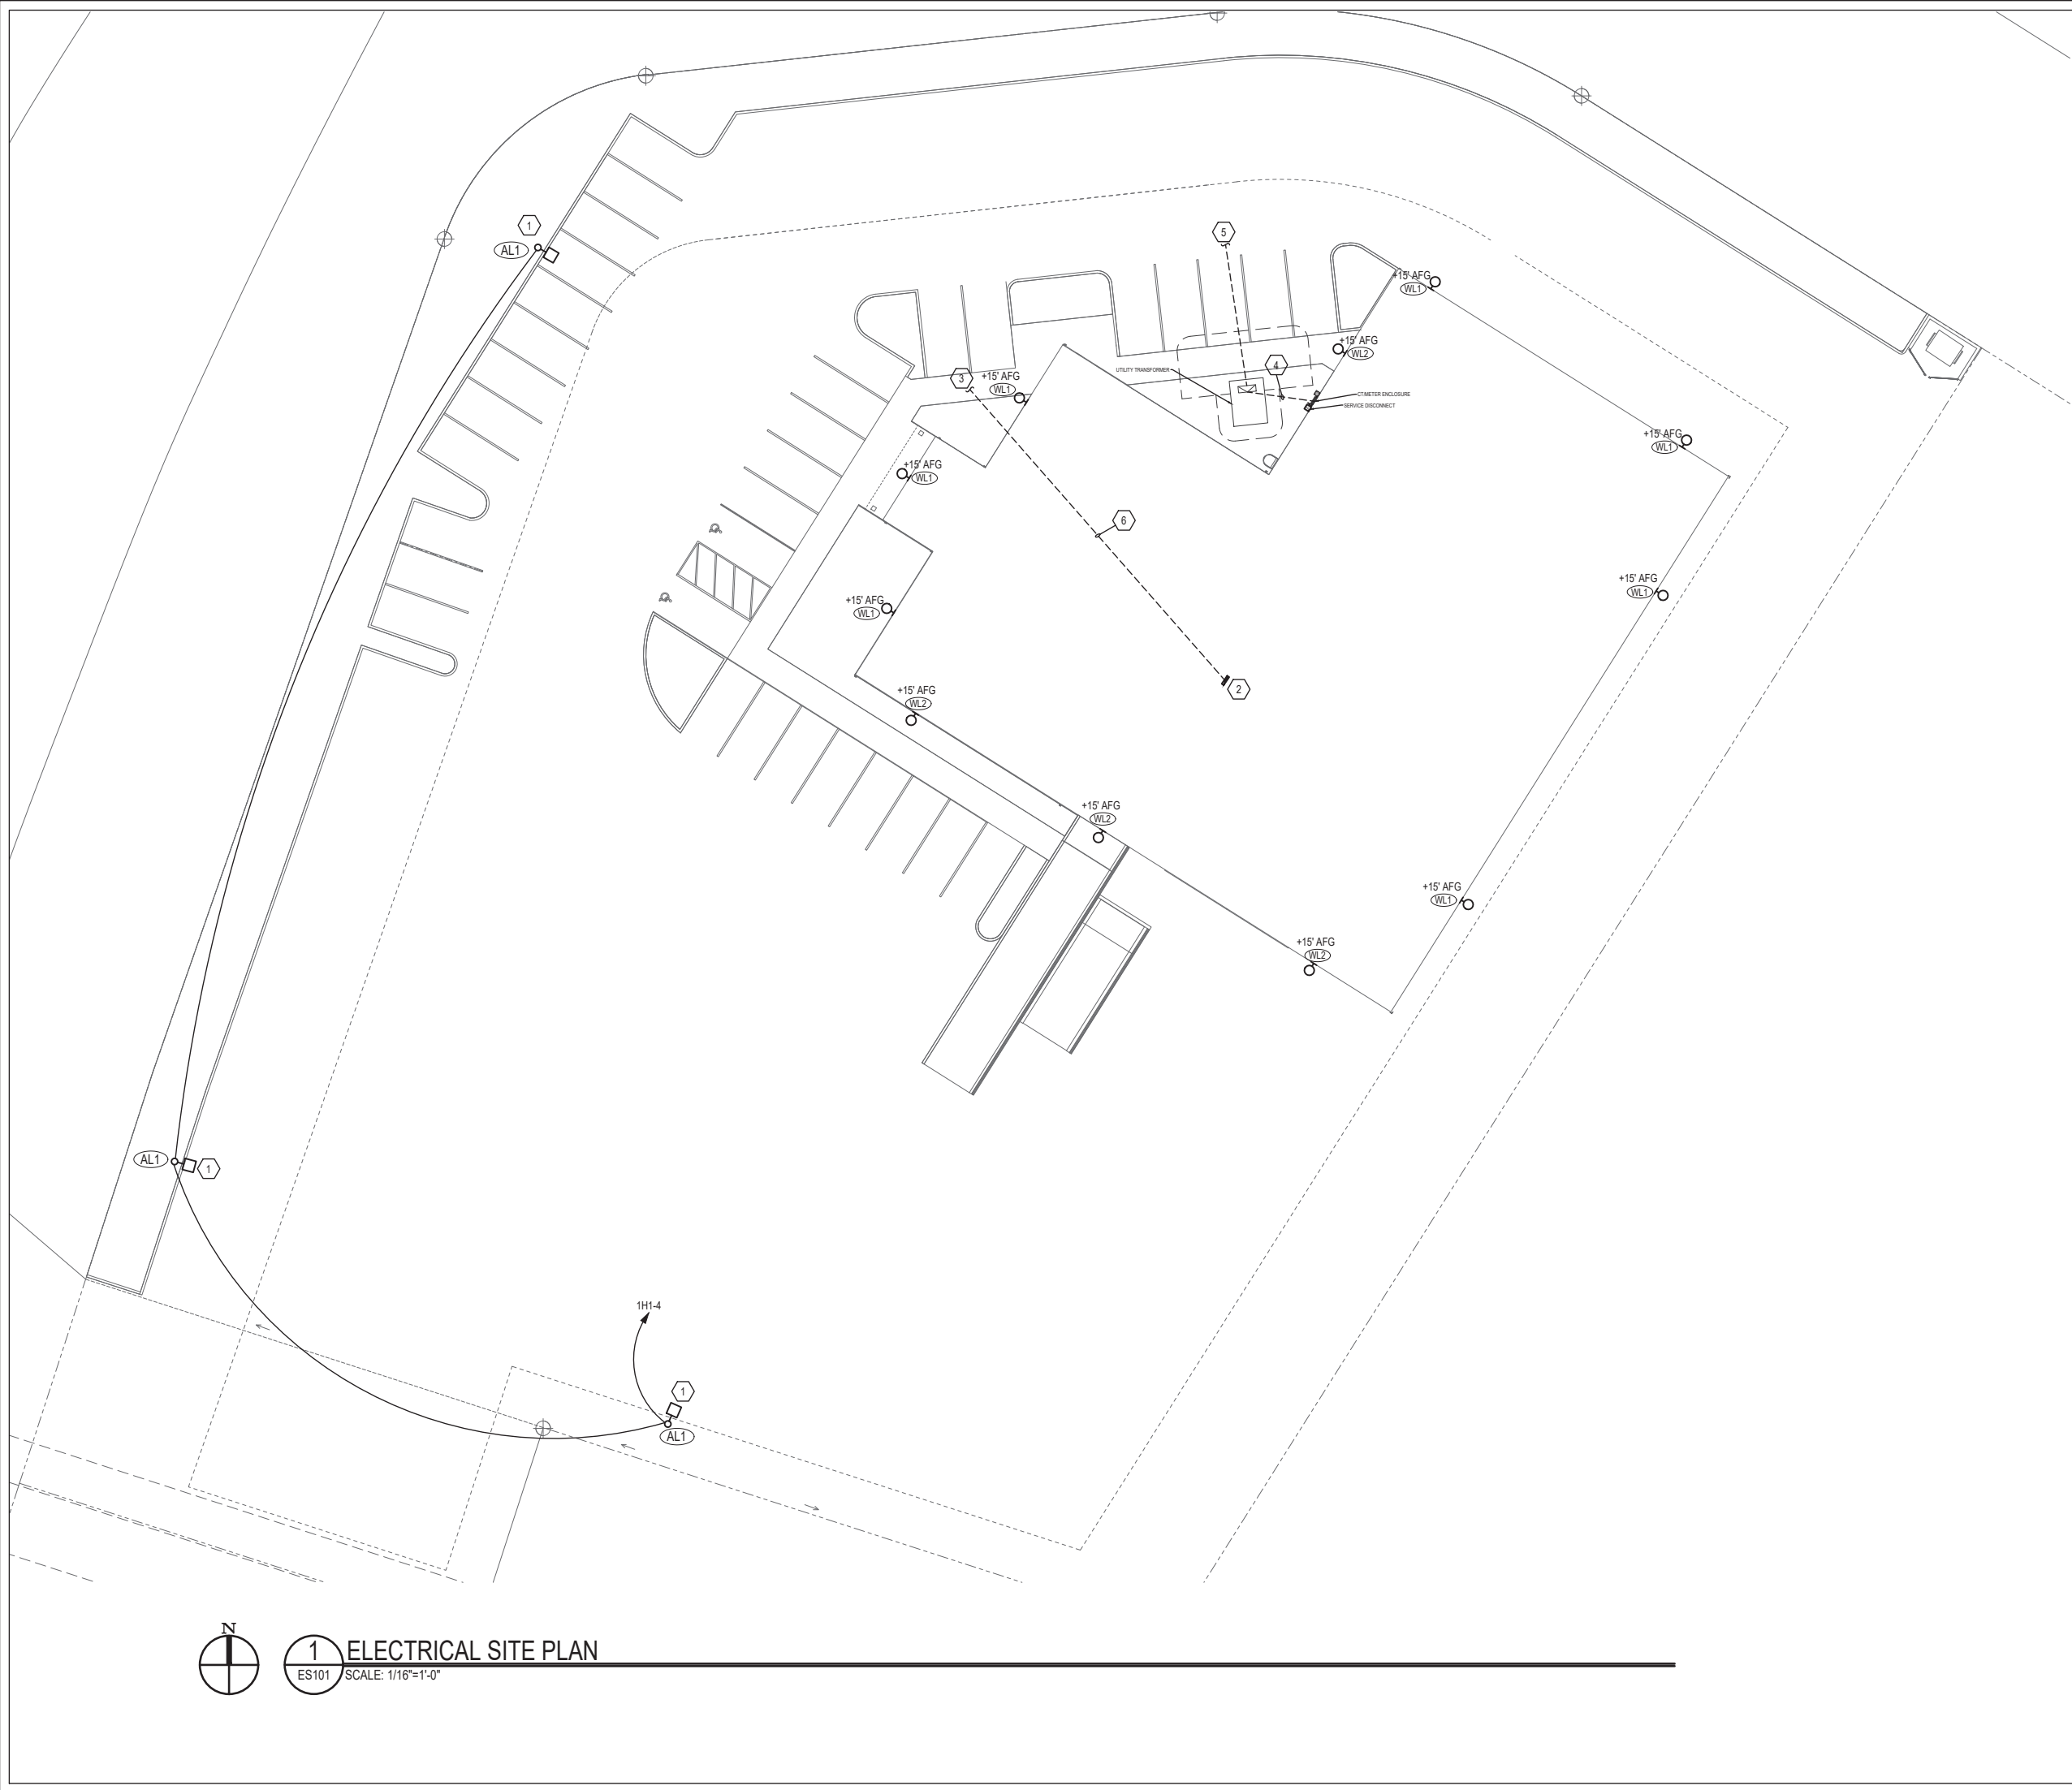 1
AL1
5
+15' AFG
WL1
+15' AFG
WL2
4
UTILITY TRANSFORMER
3
+15' AFG
WL1
CT/METER ENCLOSURE
SERVICE DISCONNECT
+15' AFG
WL1
+15' AFG
WL1
6
+15' AFG
WL1
+15' AFG
WL1
2
+15' AFG
WL2
+15' AFG
WL2
+15' AFG
WL1
+15' AFG
WL2
AL1
1
1H1-4
1
AL1
N
1
ELECTRICAL SITE PLAN
ES101
SCALE: 1/16"=1'-0"